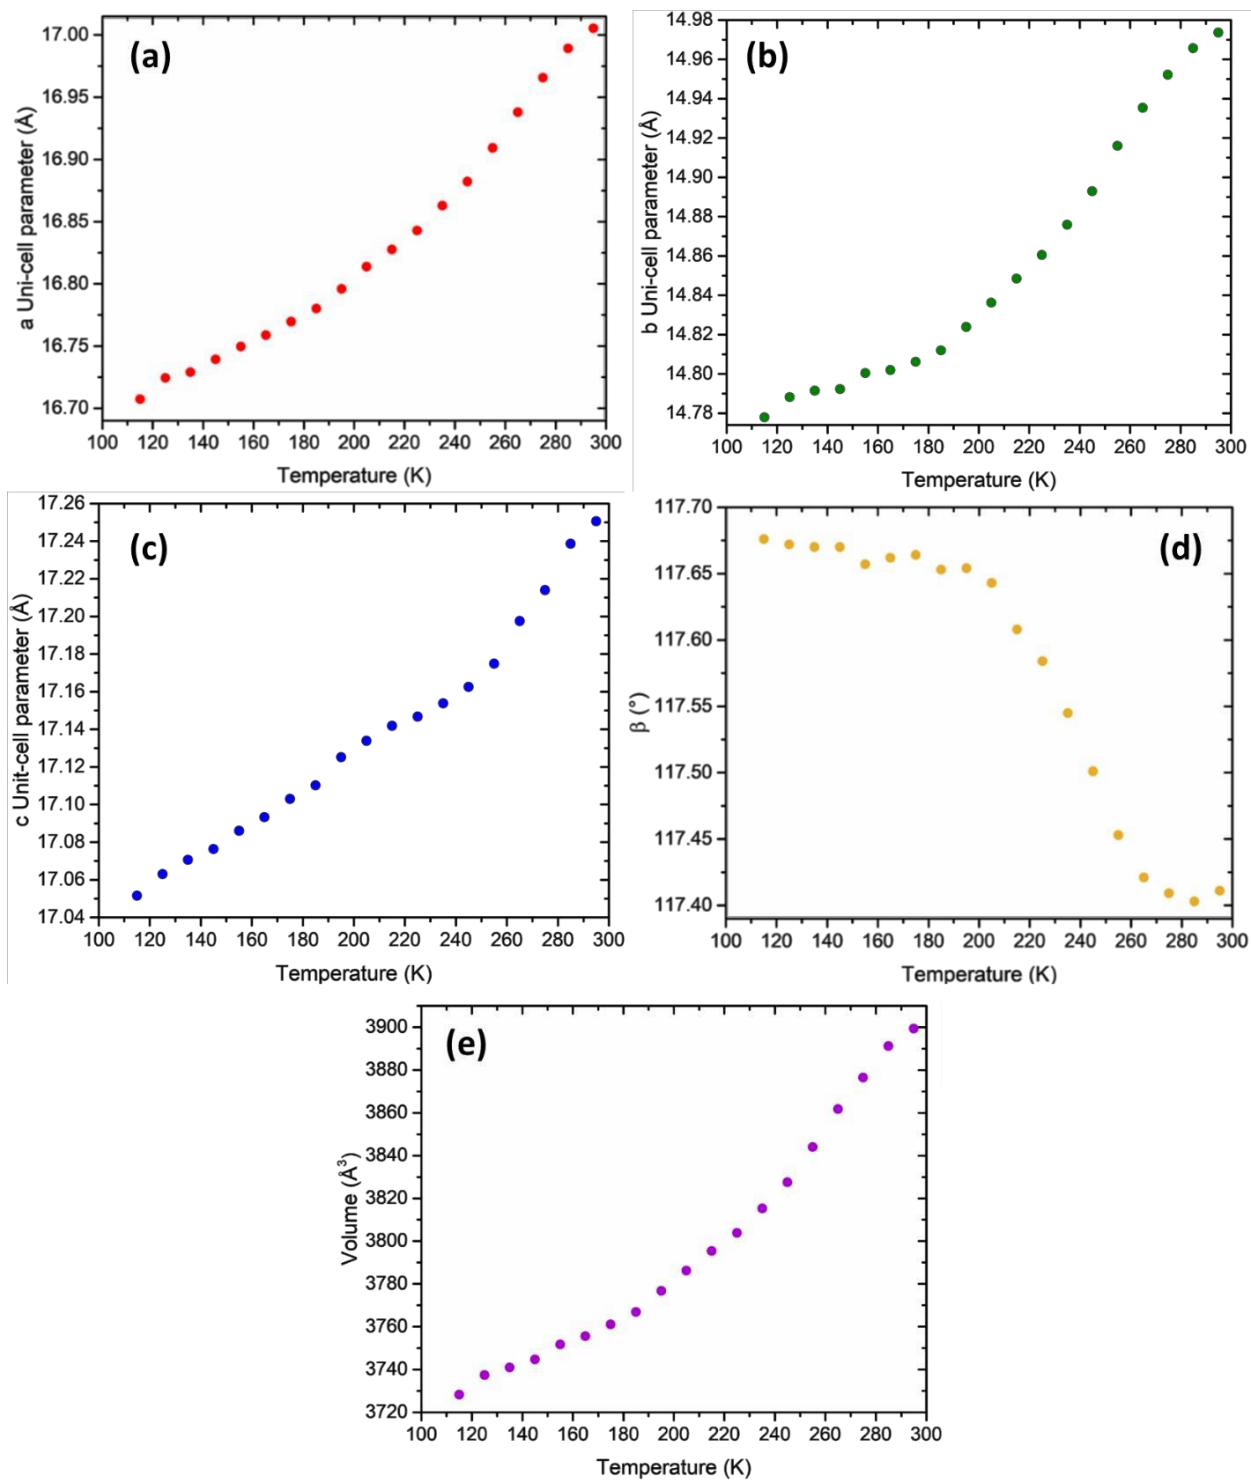 (a)
a Uni-cell parameter (Å)
17.00
16.95
16.90
16.85
16.80
16.75
16.70
100 120 140 160 180 200 220 240 260 280 300
Temperature (K)
(b)
b Uni-cell parameter (Å)
14.98
14.96
14.94
14.92
14.90
14.88
14.86
14.84
14.82
14.80
14.78
100 120 140 160 180 200 220 240 260 280 300
Temperature (K)
(c)
c Unit-cell parameter (Å)
17.26
17.24
17.22
17.20
17.18
17.16
17.14
17.12
17.10
17.08
17.06
17.04
100 120 140 160 180 200 220 240 260 280 300
Temperature (K)
(d)
β (°)
117.70
117.65
117.60
117.55
117.50
117.45
117.40
100 120 140 160 180 200 220 240 260 280 300
Temperature (K)
(e)
Volume (Å³)
3900
3880
3860
3840
3820
3800
3780
3760
3740
3720
100 120 140 160 180 200 220 240 260 280 300
Temperature (K)